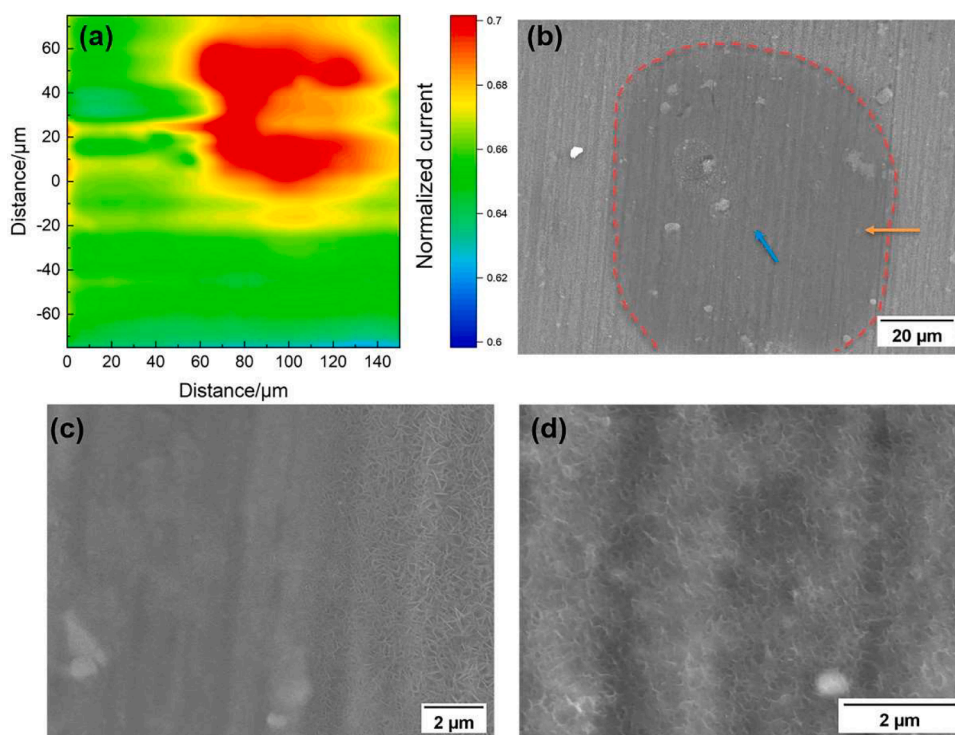 (a)
60
40
20
0
-20
-40
-60
Distance/µm
0 20 40 60 80 100 120 140
Distance/µm
0.7
0.68
0.66
0.64
0.62
0.6
Normalized current
(b)
20 µm
(c)
2 µm
(d)
2 µm